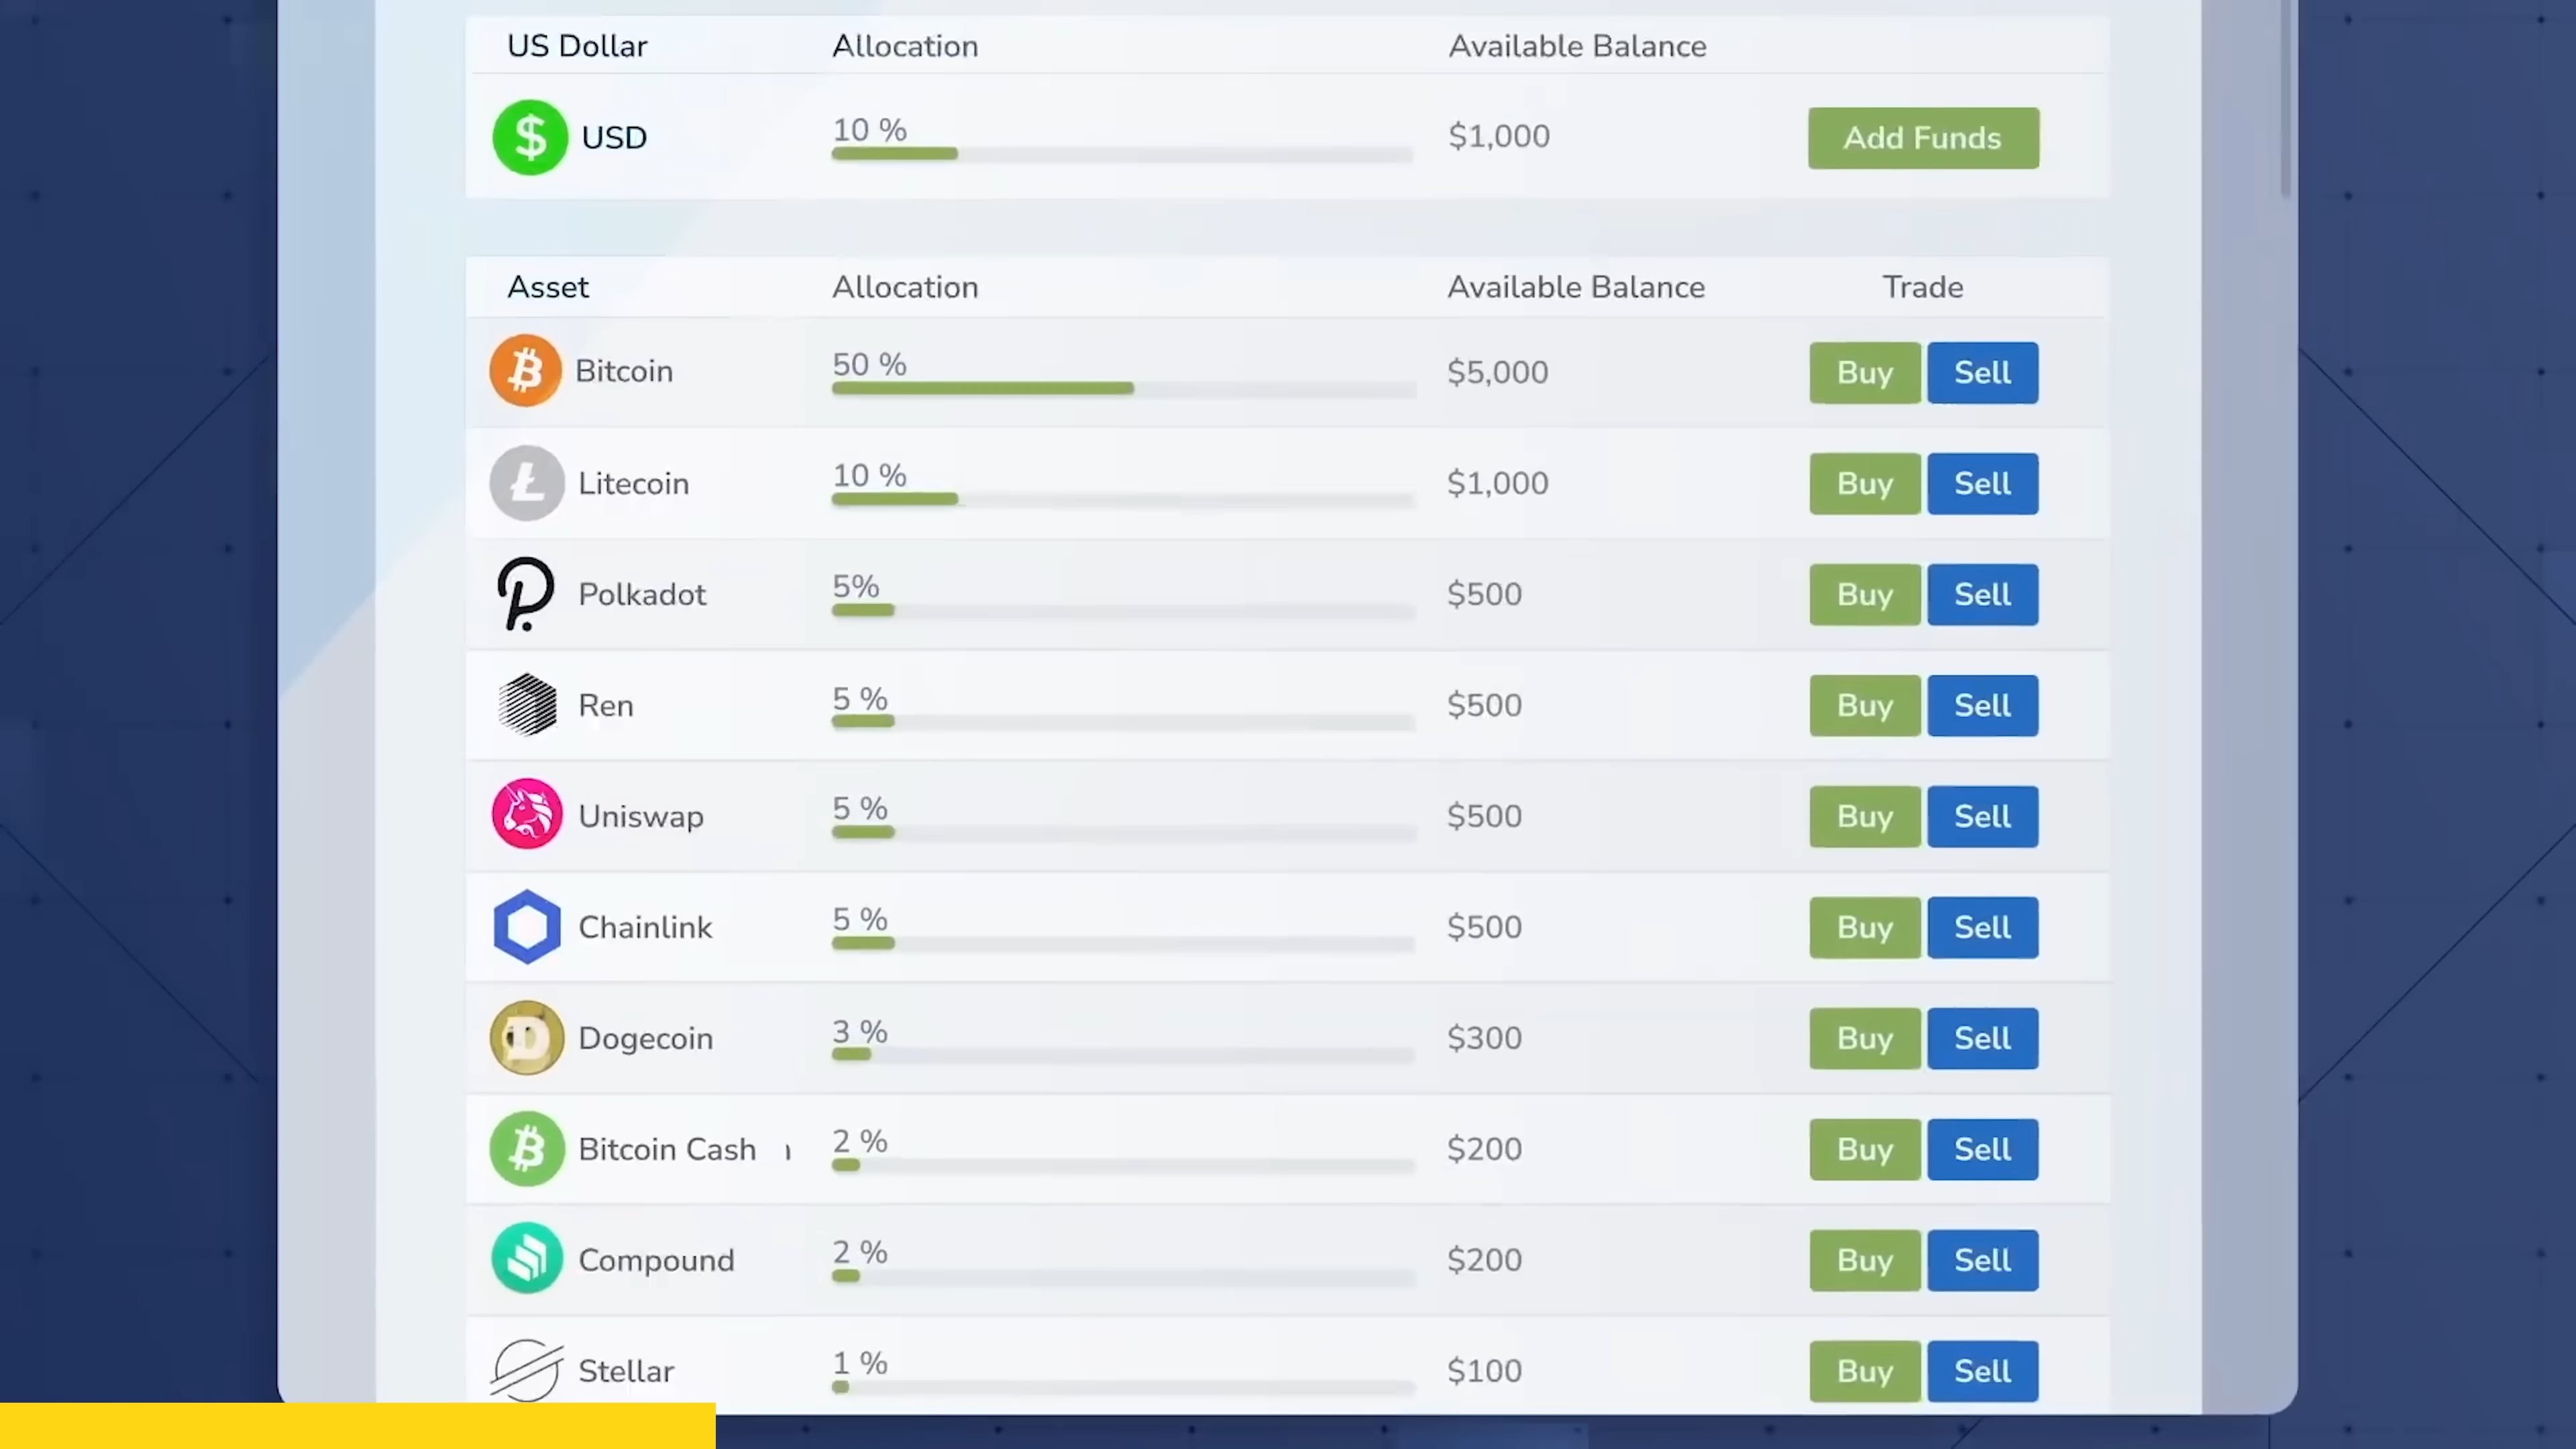 US Dollar Allocation Available Balance
USD 10 % $1,000 Add Funds
Asset Allocation Available Balance Trade
Bitcoin 50 % $5,000 Buy Sell
Litecoin 10 % $1,000 Buy Sell
Polkadot 5% $500 Buy Sell
Ren 5 % $500 Buy Sell
Uniswap 5 % $500 Buy Sell
Chainlink 5 % $500 Buy Sell
Dogecoin 3 % $300 Buy Sell
Bitcoin Cash 2 % $200 Buy Sell
Compound 2 % $200 Buy Sell
Stellar 1 % $100 Buy Sell